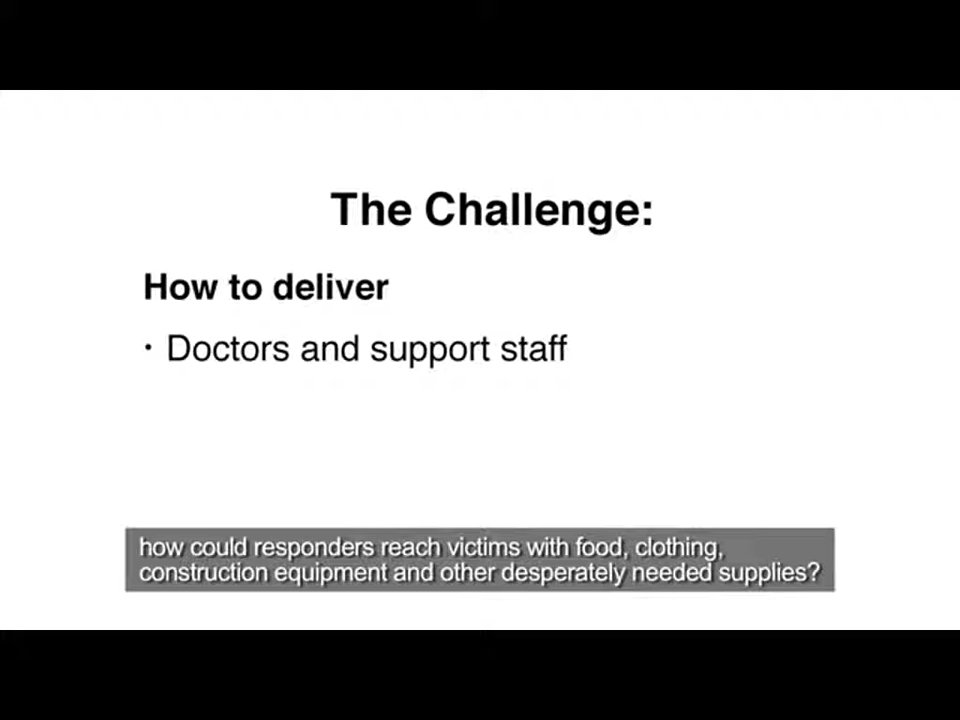 The Challenge:
How to deliver
· Doctors and support staff
how could responders reach victims with food, clothing,
construction equipment and other desperately needed supplies?